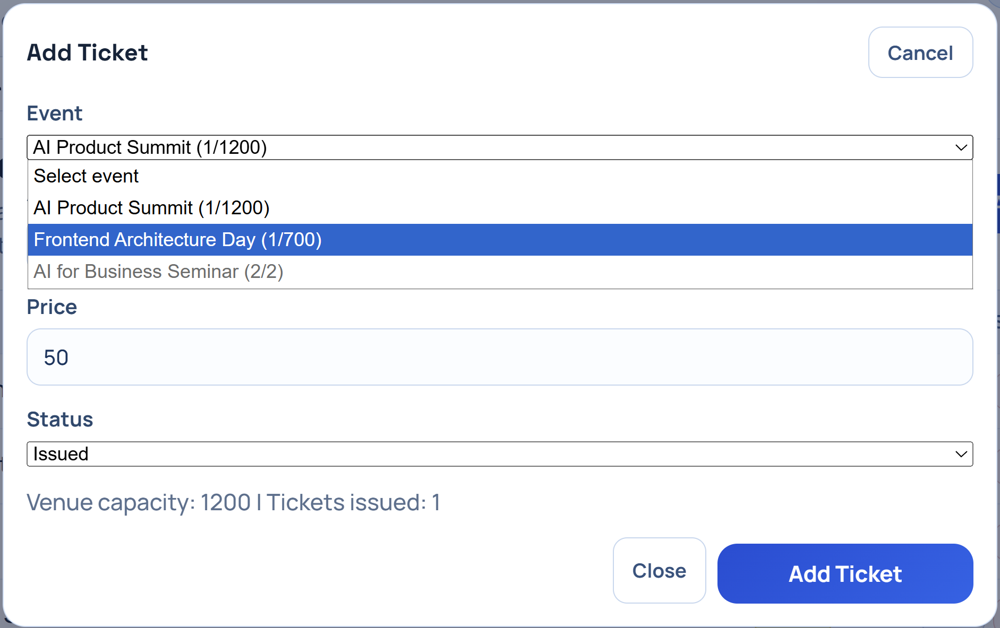 Add Ticket
Cancel
Event
AI Product Summit (1/1200)
Select event
AI Product Summit (1/1200)
Frontend Architecture Day (1/700)
AI for Business Seminar (2/2)
Price
50
Status
Issued
Venue capacity: 1200 | Tickets issued: 1
Close
Add Ticket